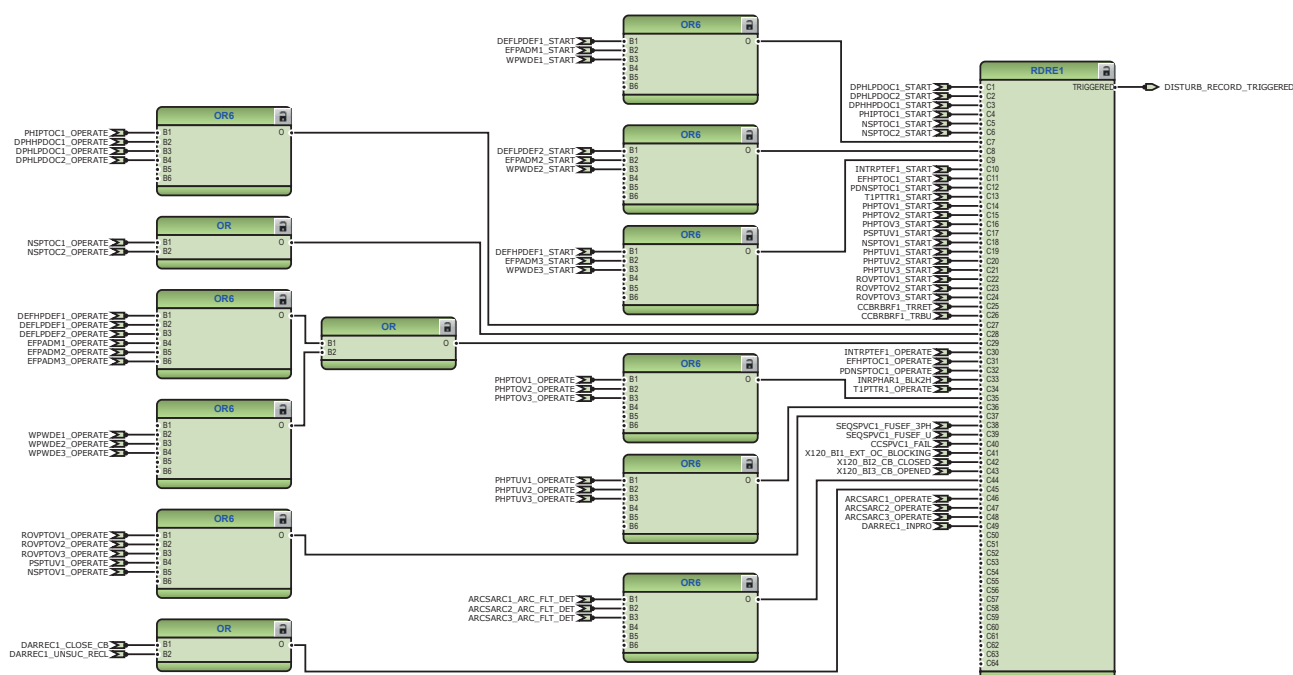 OR6
DEFLPDEF1_START
EFPADM1_START
WPWDE1_START
B1
B2
B3
B4
B5
B6
O
OR6
PHIPTOC1_OPERATE
DPHHPDOC1_OPERATE
DPHLPDOC1_OPERATE
DPHLPDOC2_OPERATE
B1
B2
B3
B4
B5
B6
O
OR
NSPTOC1_OPERATE
NSPTOC2_OPERATE
B1
B2
O
OR6
DEFHPDEF1_OPERATE
DEFLPDEF1_OPERATE
DEFLPDEF2_OPERATE
EFPADM1_OPERATE
EFPADM2_OPERATE
EFPADM3_OPERATE
B1
B2
B3
B4
B5
B6
O
OR
B1
B2
O
OR6
WPWDE1_OPERATE
WPWDE2_OPERATE
WPWDE3_OPERATE
B1
B2
B3
B4
B5
B6
O
OR6
ROVPTOV1_OPERATE
ROVPTOV2_OPERATE
ROVPTOV3_OPERATE
PSPTUV1_OPERATE
NSPTOV1_OPERATE
B1
B2
B3
B4
B5
B6
O
OR
DARREC1_CLOSE_CB
DARREC1_UNSUC_RECL
B1
B2
O
OR6
DEFLPDEF2_START
EFPADM2_START
WPWDE2_START
B1
B2
B3
B4
B5
B6
O
OR6
DEFHPDEF1_START
EFPADM3_START
WPWDE3_START
B1
B2
B3
B4
B5
B6
O
OR6
PHPTOV1_OPERATE
PHPTOV2_OPERATE
PHPTOV3_OPERATE
B1
B2
B3
B4
B5
B6
O
OR6
PHPTUV1_OPERATE
PHPTUV2_OPERATE
PHPTUV3_OPERATE
B1
B2
B3
B4
B5
B6
O
OR6
ARCSARC1_ARC_FLT_DET
ARCSARC2_ARC_FLT_DET
ARCSARC3_ARC_FLT_DET
B1
B2
B3
B4
B5
B6
O
RDRE1
DPHLPDOC1_START C1 TRIGGERED DISTURB_RECORD_TRIGGERED
DPHLPDOC2_START C2
DPHHPDOC1_START C3
PHIPTOC1_START C4
NSPTOC1_START C5
NSPTOC2_START C6
C7
C8
C9
INTRPTEF1_START C10
EFHPTOC1_START C11
PDNSPTOC1_START C12
T1PTTR1_START C13
PHPTOV1_START C14
PHPTOV2_START C15
PHPTOV3_START C16
PSPTUV1_START C17
NSPTOV1_START C18
PHPTUV1_START C19
PHPTUV2_START C20
PHPTUV3_START C21
ROVPTOV1_START C22
ROVPTOV2_START C23
ROVPTOV3_START C24
CCBRBRF1_TRRET C25
CCBRBRF1_TRBU C26
C27
C28
C29
INTRPTEF1_OPERATE C30
EFHPTOC1_OPERATE C31
PDNSPTOC1_OPERATE C32
INRPHAR1_BLK2H C33
T1PTTR1_OPERATE C34
C35
C36
C37
SEQSPVC1_FUSEF_3PH C38
SEQSPVC1_FUSEF_U C39
CCSPVC1_FAIL C40
X120_BI1_EXT_OC_BLOCKING C41
X120_BI2_CB_CLOSED C42
X120_BI3_CB_OPENED C43
C44
C45
ARCSARC1_OPERATE C46
ARCSARC2_OPERATE C47
ARCSARC3_OPERATE C48
DARREC1_INPRO C49
C50
C51
C52
C53
C54
C55
C56
C57
C58
C59
C60
C61
C62
C63
C64